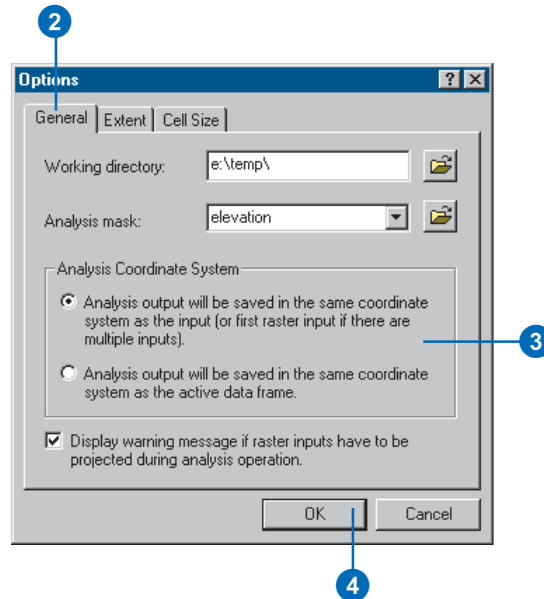 2
Options
General Extent Cell Size
Working directory: e:\temp\
Analysis mask: elevation
Analysis Coordinate System
Analysis output will be saved in the same coordinate
system as the input (or first raster input if there are
multiple inputs).
3
Analysis output will be saved in the same coordinate
system as the active data frame.
Display warning message if raster inputs have to be
projected during analysis operation.
OK Cancel
4